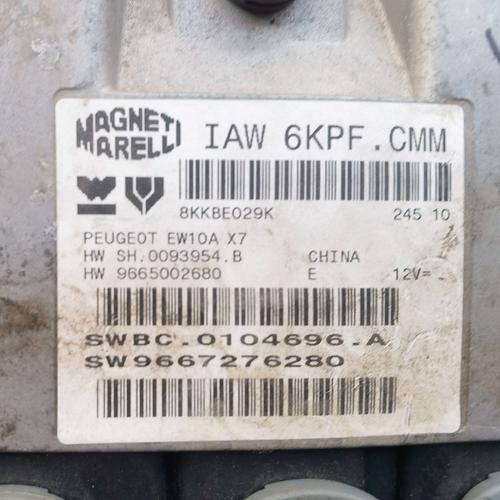 MAGNETI MARELLI
IAW 6KPF.CMM
8KKBE029K 245 10
PEUGEOT EW10A X7
HW SH.0093954.B CHINA
HW 9665002680 E 12V=
SWBC.0104696.A
SW9667276280